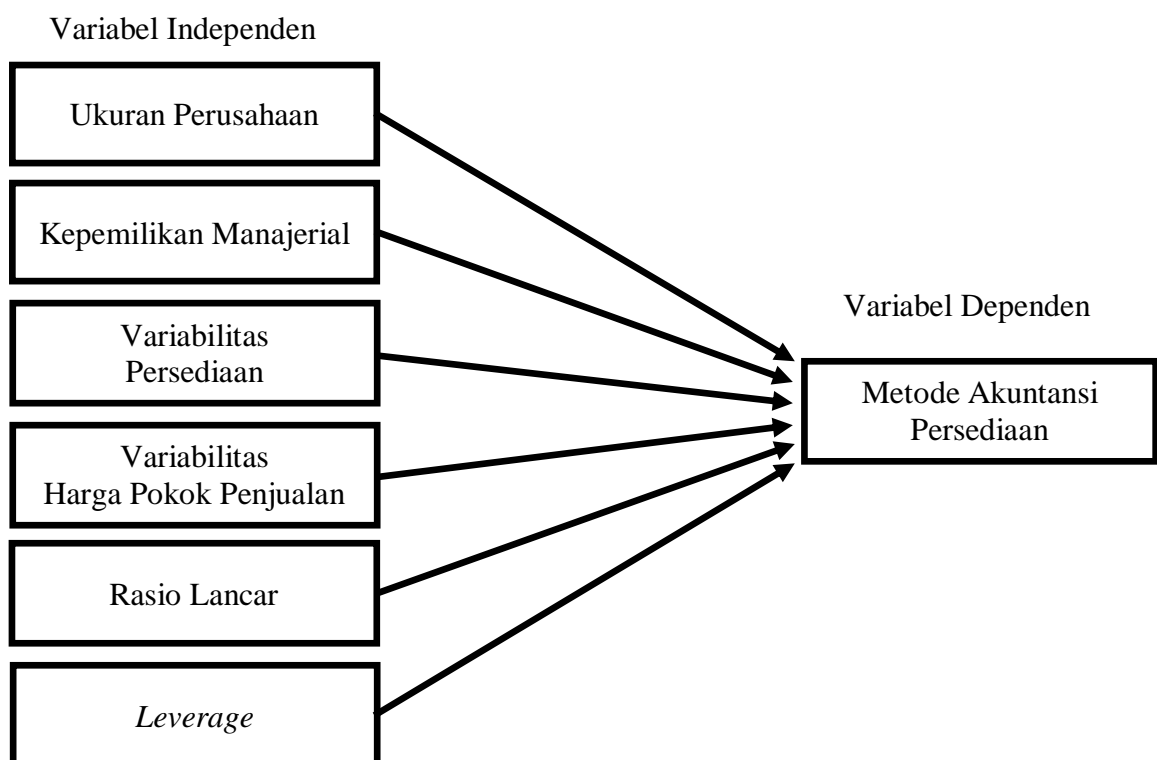 Variabel Independen
Ukuran Perusahaan
Kepemilikan Manajerial
Variabilitas
Persediaan
Variabilitas
Harga Pokok Penjualan
Rasio Lancar
Leverage
Variabel Dependen
Metode Akuntansi
Persediaan